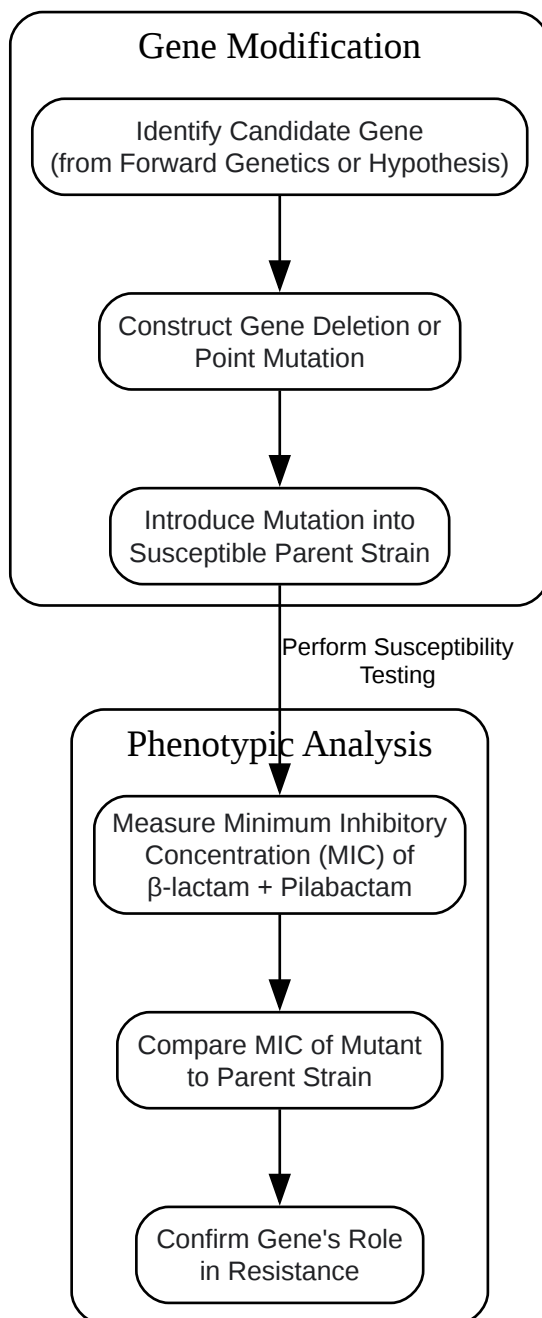 Gene Modification
Identify Candidate Gene
(from Forward Genetics or Hypothesis)
Construct Gene Deletion or
Point Mutation
Introduce Mutation into
Susceptible Parent Strain
Perform Susceptibility
Testing
Phenotypic Analysis
Measure Minimum Inhibitory
Concentration (MIC) of
β-lactam + Pilabactam
Compare MIC of Mutant
to Parent Strain
Confirm Gene's Role
in Resistance